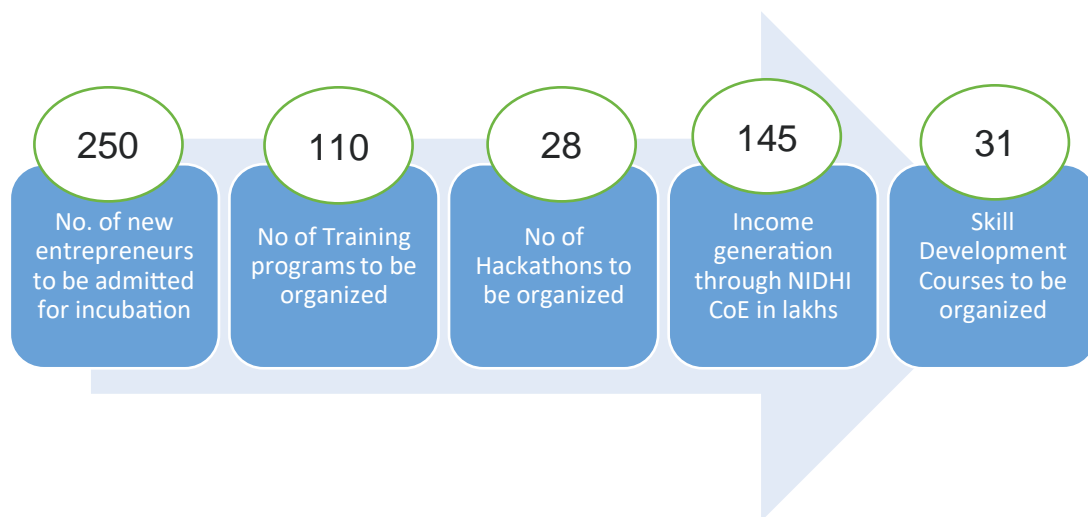 250
No. of new
entrepreneurs
to be admitted
for incubation
110
No of Training
programs to be
organized
28
No of
Hackathons to
be organized
145
Income
generation
through NIDHI
CoE in lakhs
31
Skill
Development
Courses to be
organized